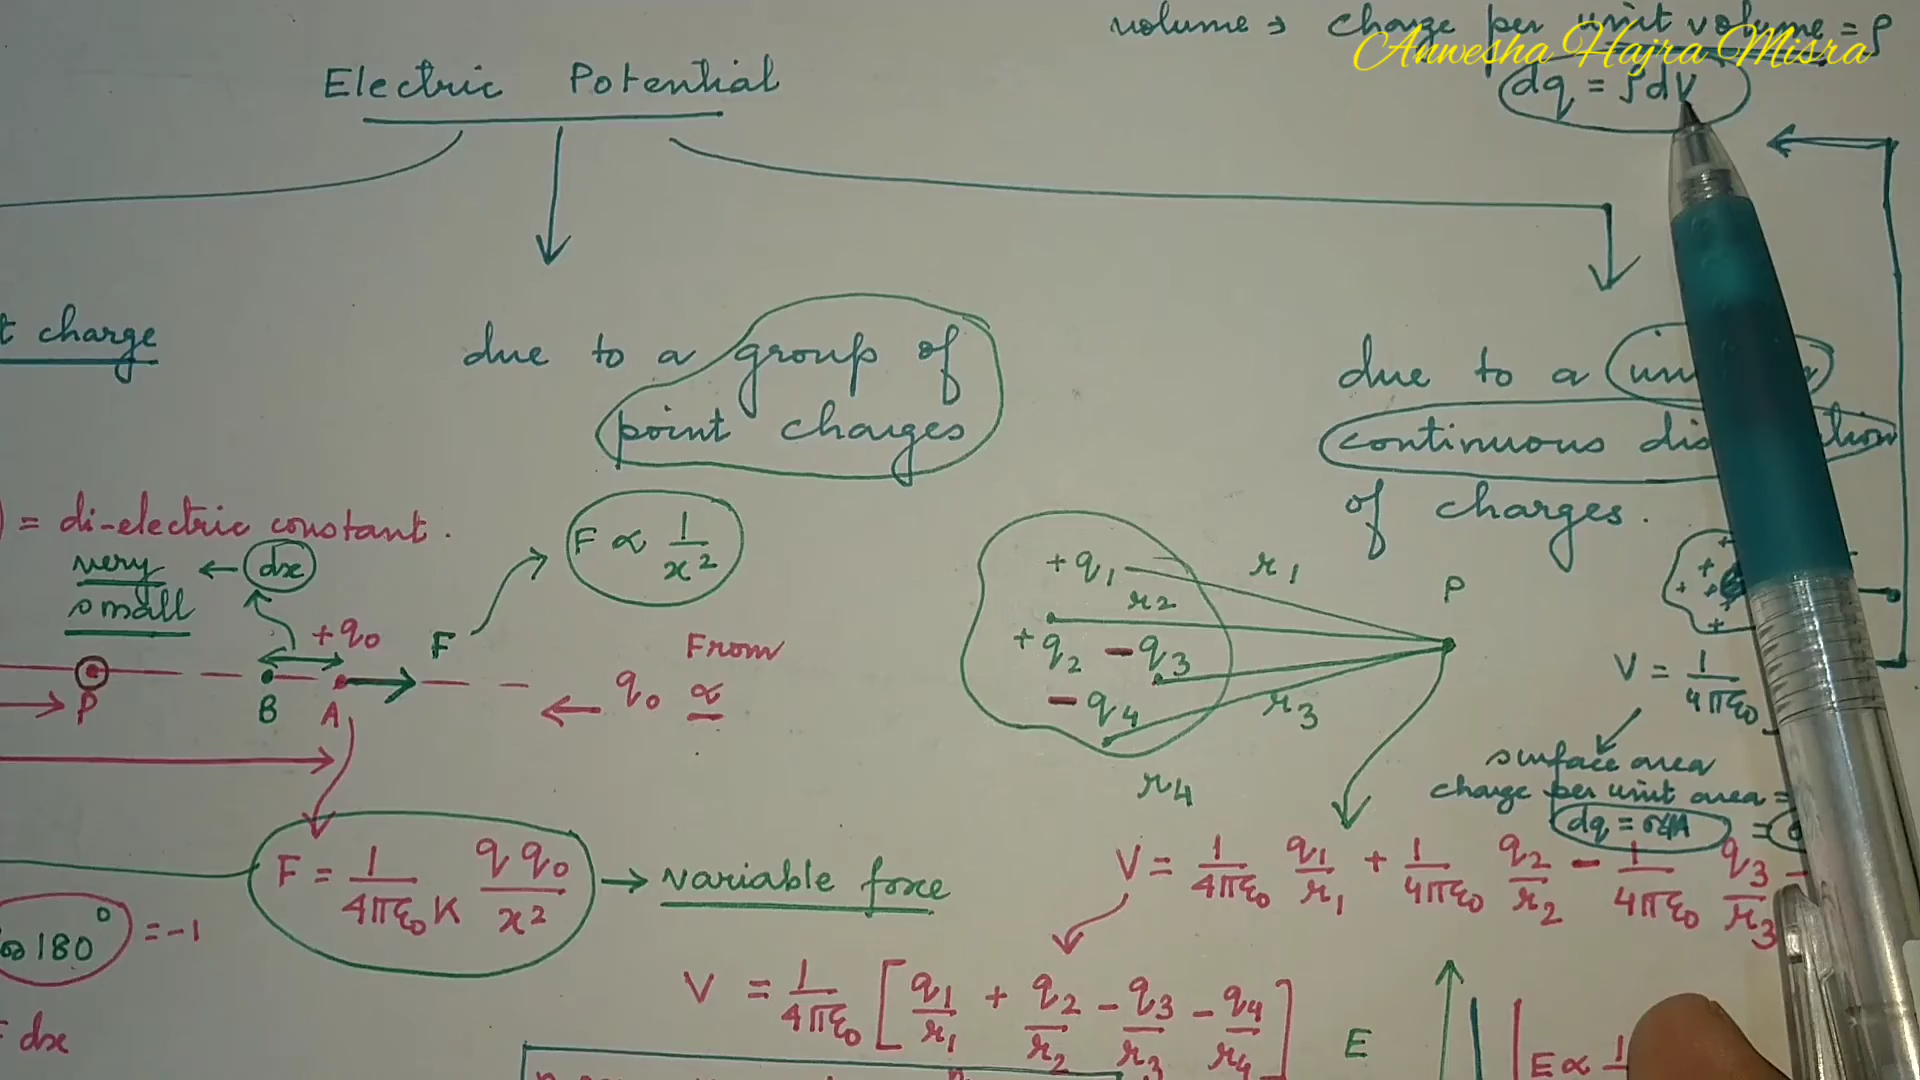 volume ⇒ charge per unit volume = ρ
Anwesha Hajra Misra
dq = ρdV
Electric Potential
t charge
due to a group of
point charges
due to a
continuous
of charges.
) = di-electric constant.
very ← dx
small
F ∝ 1/x²
+q₀
F
From
q₀ ∝
P
B
A
F = 1/4πε₀K qq₀/x² → variable force
180° = -1
dx
+q₁
r₁
r₂
P
+q₂
-q₃
-q₄
r₃
r₄
V = 1/4πε₀
surface area
charge per unit area =
dq = σdA =
V = 1/4πε₀ q₁/r₁ + 1/4πε₀ q₂/r₂ - 1/4πε₀ q₃/r₃ -
V = 1/4πε₀ [q₁/r₁ + q₂/r₂ - q₃/r₃ - q₄/r₄]
E
E ∝ 1